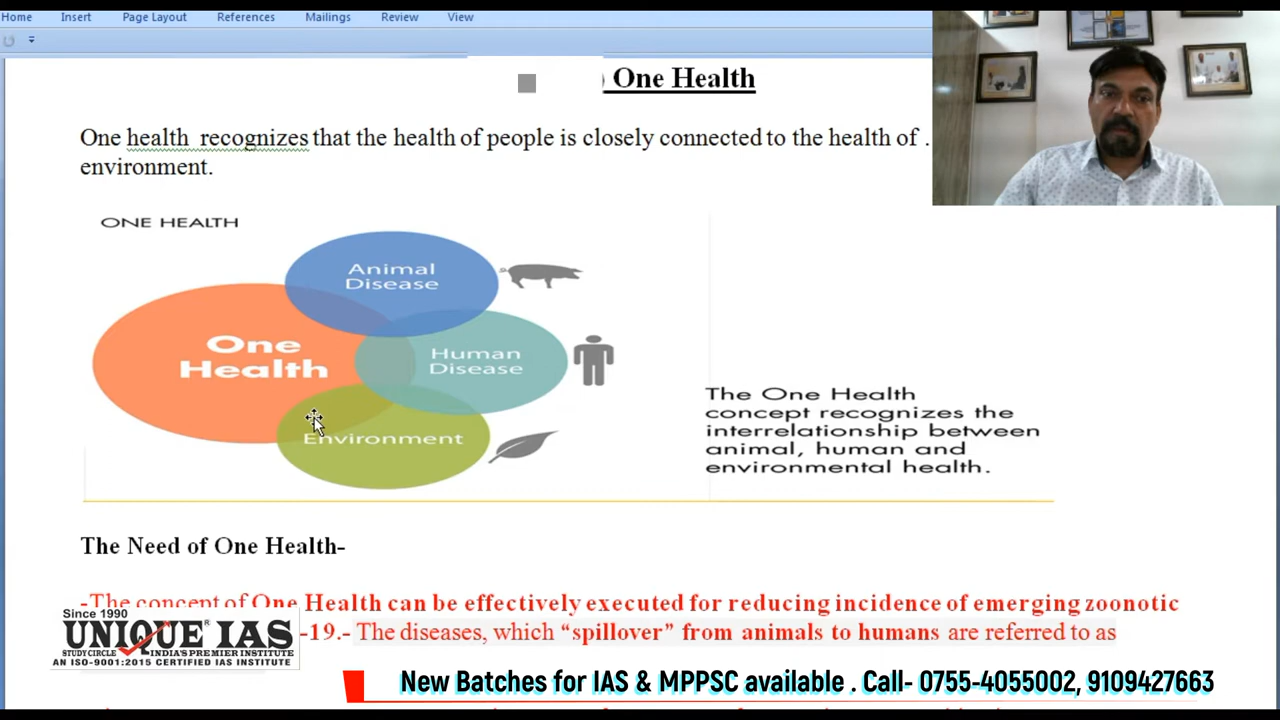 Home Insert Page Layout References Mailings Review View
One Health
One health recognizes that the health of people is closely connected to the health of .
environment.
ONE HEALTH
Animal
Disease
One
Health
Human
Disease
Environment
The One Health
concept recognizes the
interrelationship between
animal, human and
environmental health.
The Need of One Health-
-The concept of One Health can be effectively executed for reducing incidence of emerging zoonotic
-19.- The diseases, which “spillover” from animals to humans are referred to as
Since 1990
UNIQUE IAS
STUDY CIRCLE INDIA'S PREMIER INSTITUTE
AN ISO-9001:2015 CERTIFIED IAS INSTITUTE
New Batches for IAS & MPPSC available . Call- 0755-4055002, 9109427663